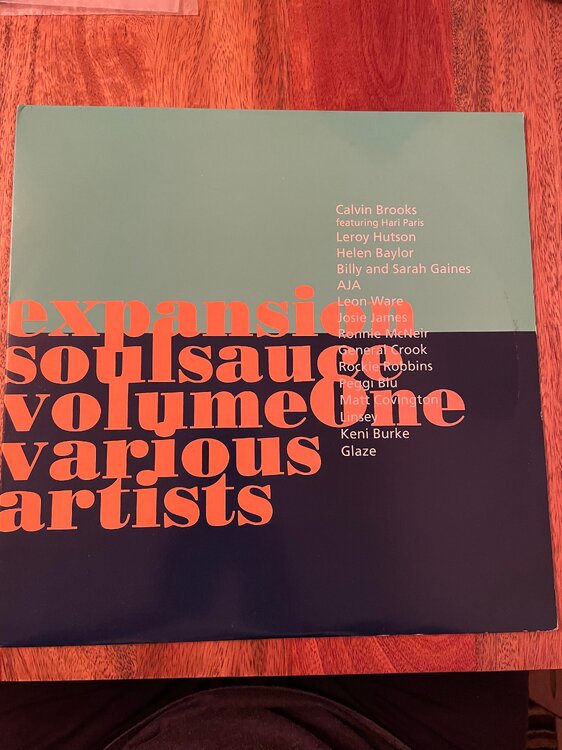 Calvin Brooks
featuring Hari Paris
Leroy Hutson
Helen Baylor
Billy and Sarah Gaines
AJA
Leon Ware
Josie James
Ronnie McNeir
General Crook
Rockie Robbins
Peggi Blu
Matt Covington
Linsey
Keni Burke
Glaze
expansion
soulsauce
volumeOne
various
artists